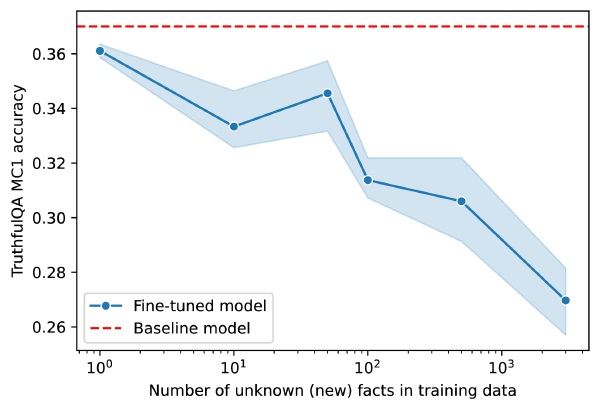 0.36
0.34
0.32
0.30
0.28
0.26
TruthfulQA MC1 accuracy
Fine-tuned model
Baseline model
10⁰ 10¹ 10² 10³
Number of unknown (new) facts in training data